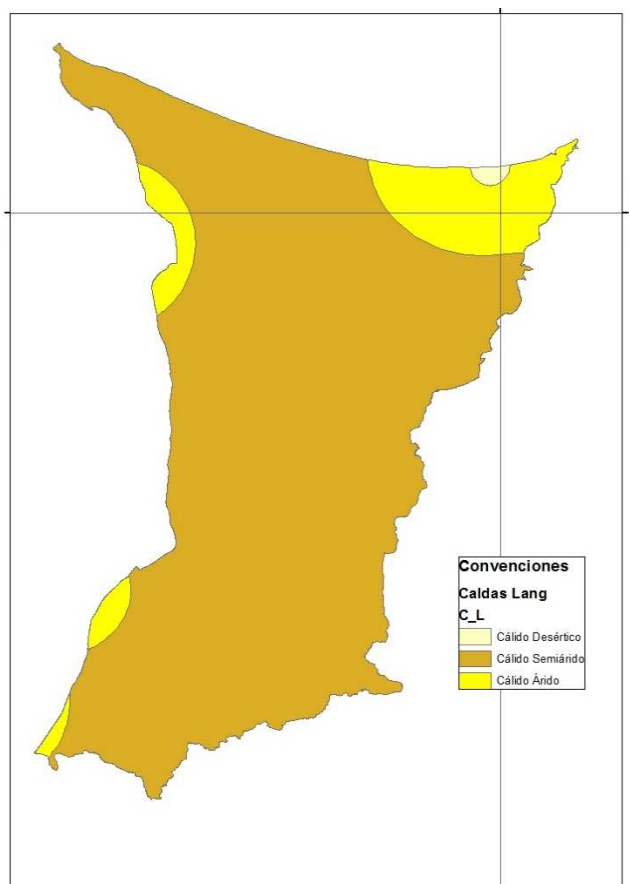 Convenciones
Caldas Lang
C_L
Cálido Desértico
Cálido Semiárido
Cálido Árido